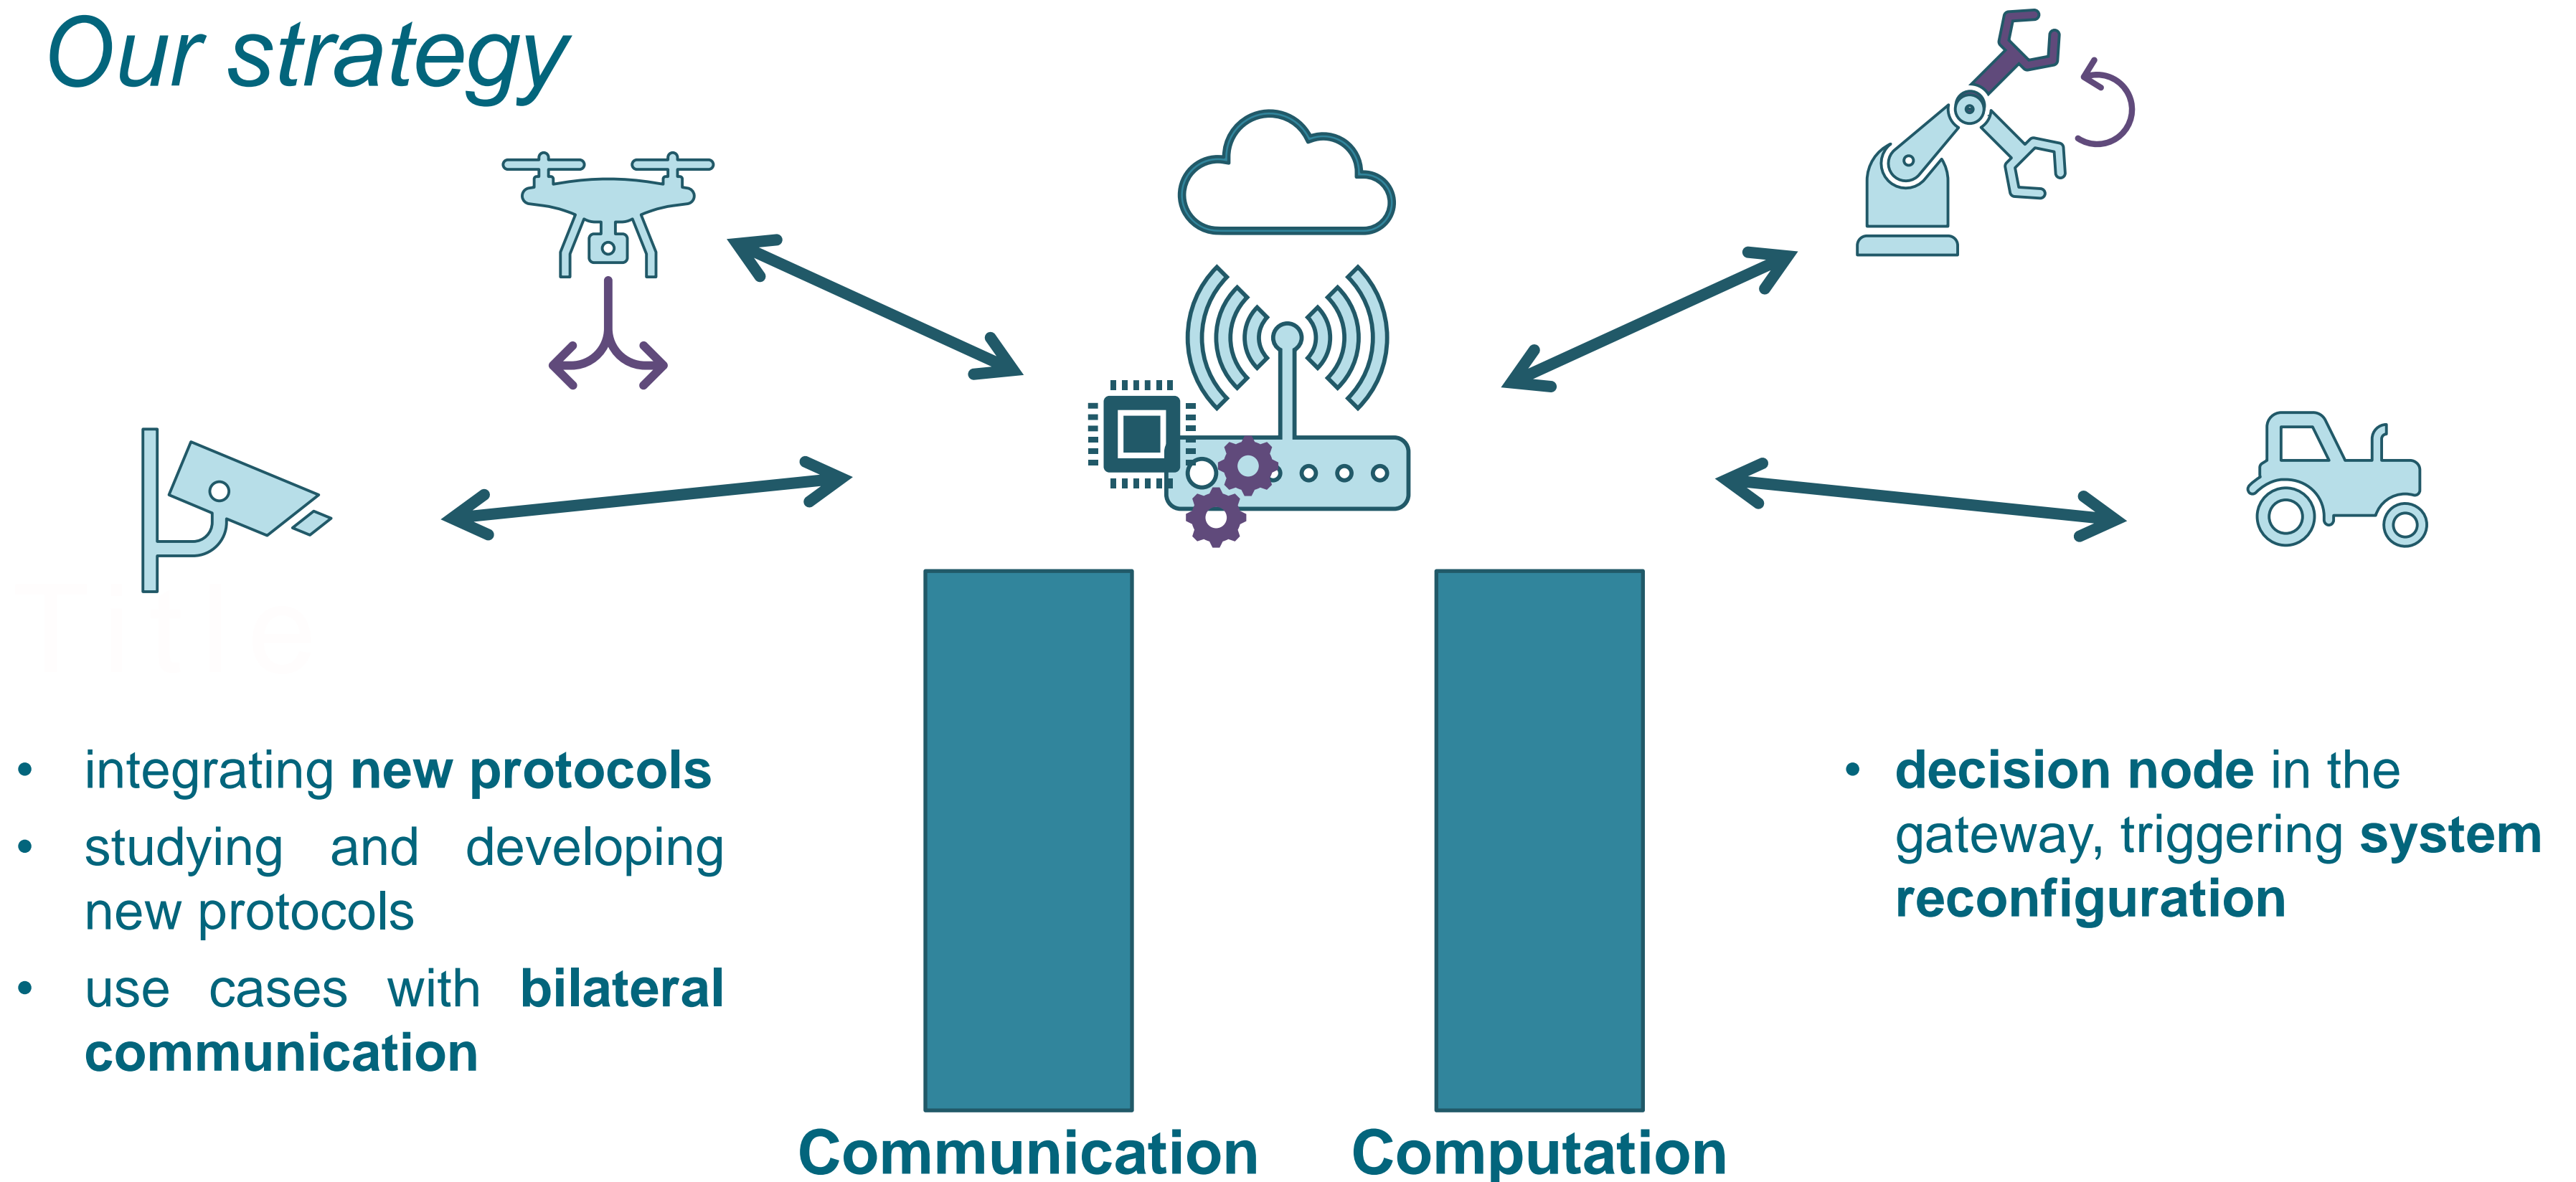 Our strategy
• integrating new protocols
• studying and developing
new protocols
• use cases with bilateral
communication
• decision node in the
gateway, triggering system
reconfiguration
Communication
Computation